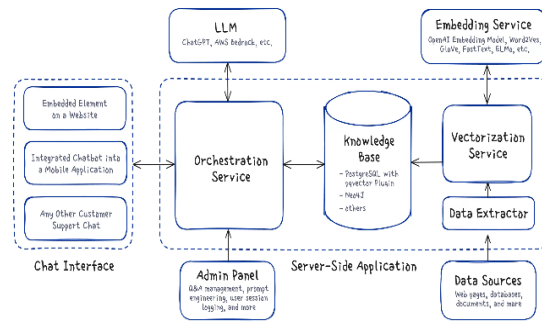 LLM
ChatGPT, AWS Bedrock, etc.
Embedding Service
OpenAI Embedding Model, Word2Vec,
GloVe, FastText, ELMo, etc.
Embedded Element
on a Website
Integrated Chatbot into
a Mobile Application
Any Other Customer
Support Chat
Chat Interface
Orchestration
Service
Knowledge
Base
- PostgreSQL with
pgvector Plugin
- Neo4J
- others
Vectorization
Service
Data Extractor
Server-Side Application
Admin Panel
Q&A management, prompt
engineering, user session
logging, and more
Data Sources
Web pages, databases,
documents, and more